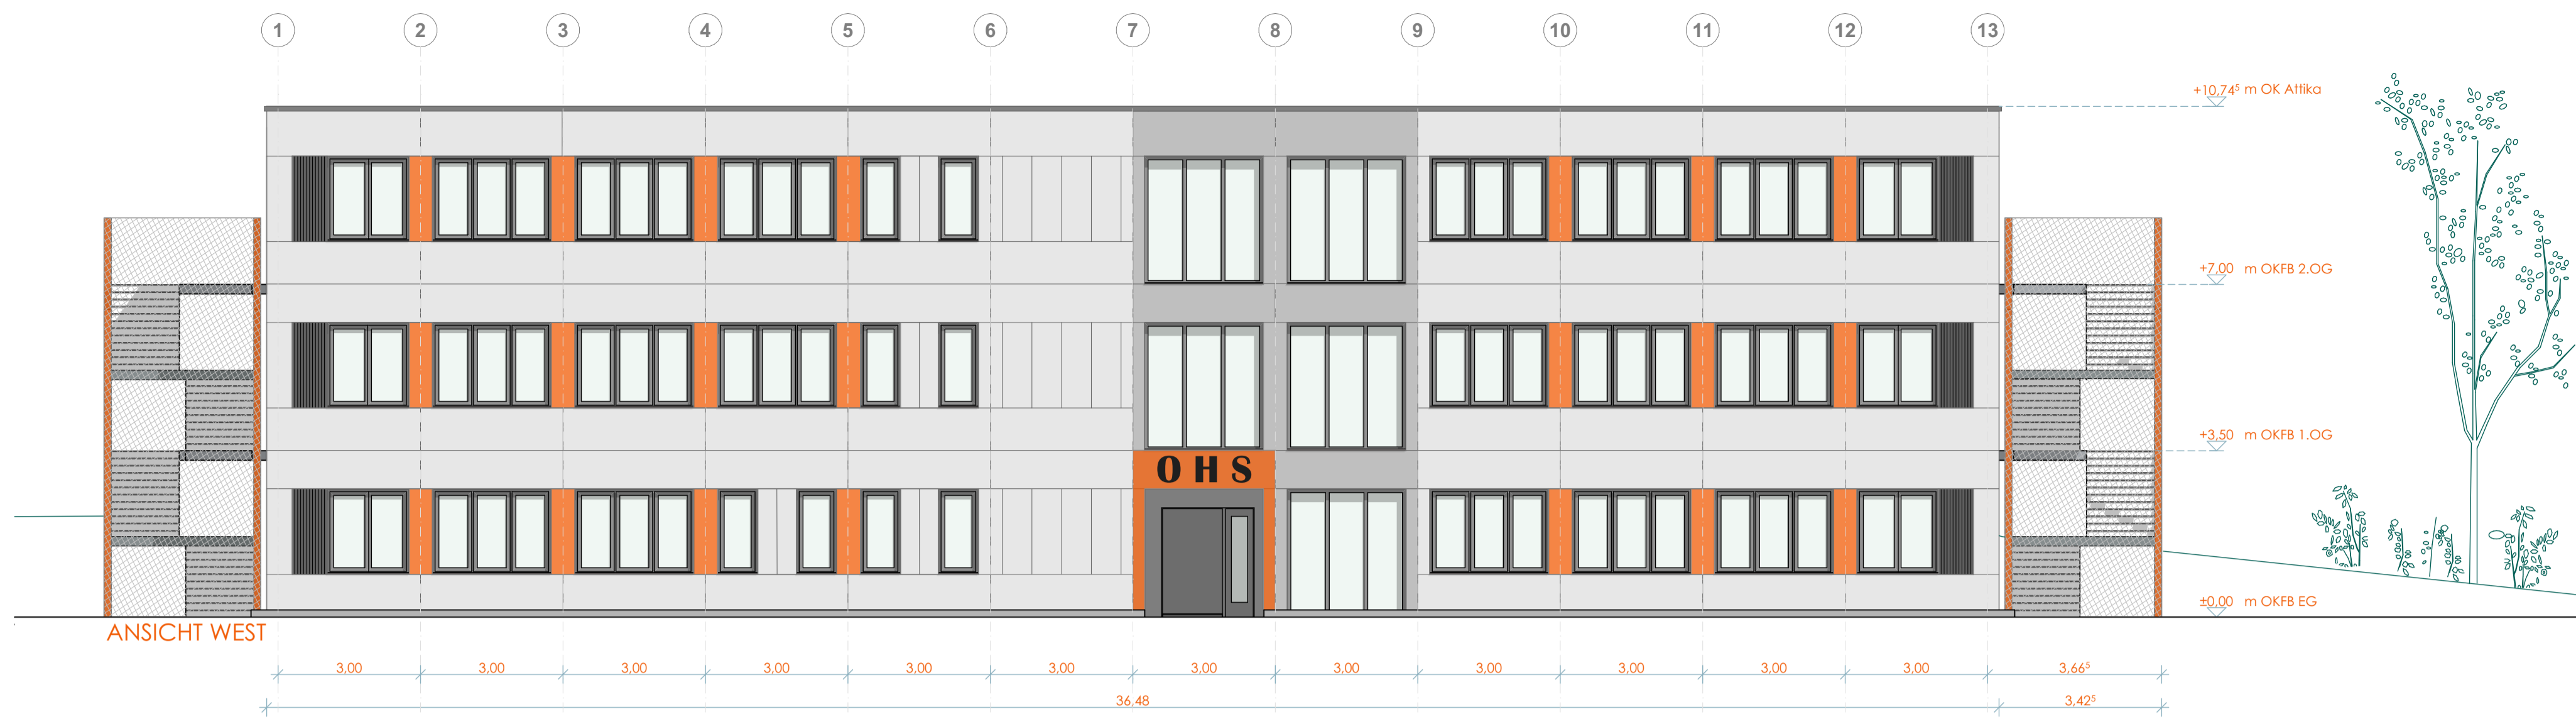 1 2 3 4 5 6 7 8 9 10 11 12 13
+10,74⁵ m OK Attika
+7,00 m OKFB 2.OG
+3,50 m OKFB 1.OG
O H S
±0,00 m OKFB EG
ANSICHT WEST
3,00 3,00 3,00 3,00 3,00 3,00 3,00 3,00 3,00 3,00 3,00 3,00 3,66⁵
36,48 3,42⁵